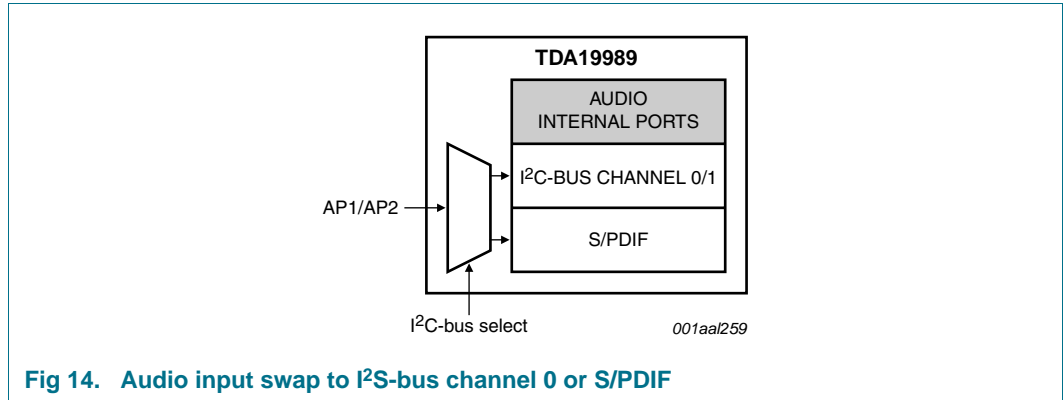 TDA19989
AUDIO
INTERNAL PORTS
I²C-BUS CHANNEL 0/1
AP1/AP2
S/PDIF
I²C-bus select
001aal259
Fig 14. Audio input swap to I²S-bus channel 0 or S/PDIF